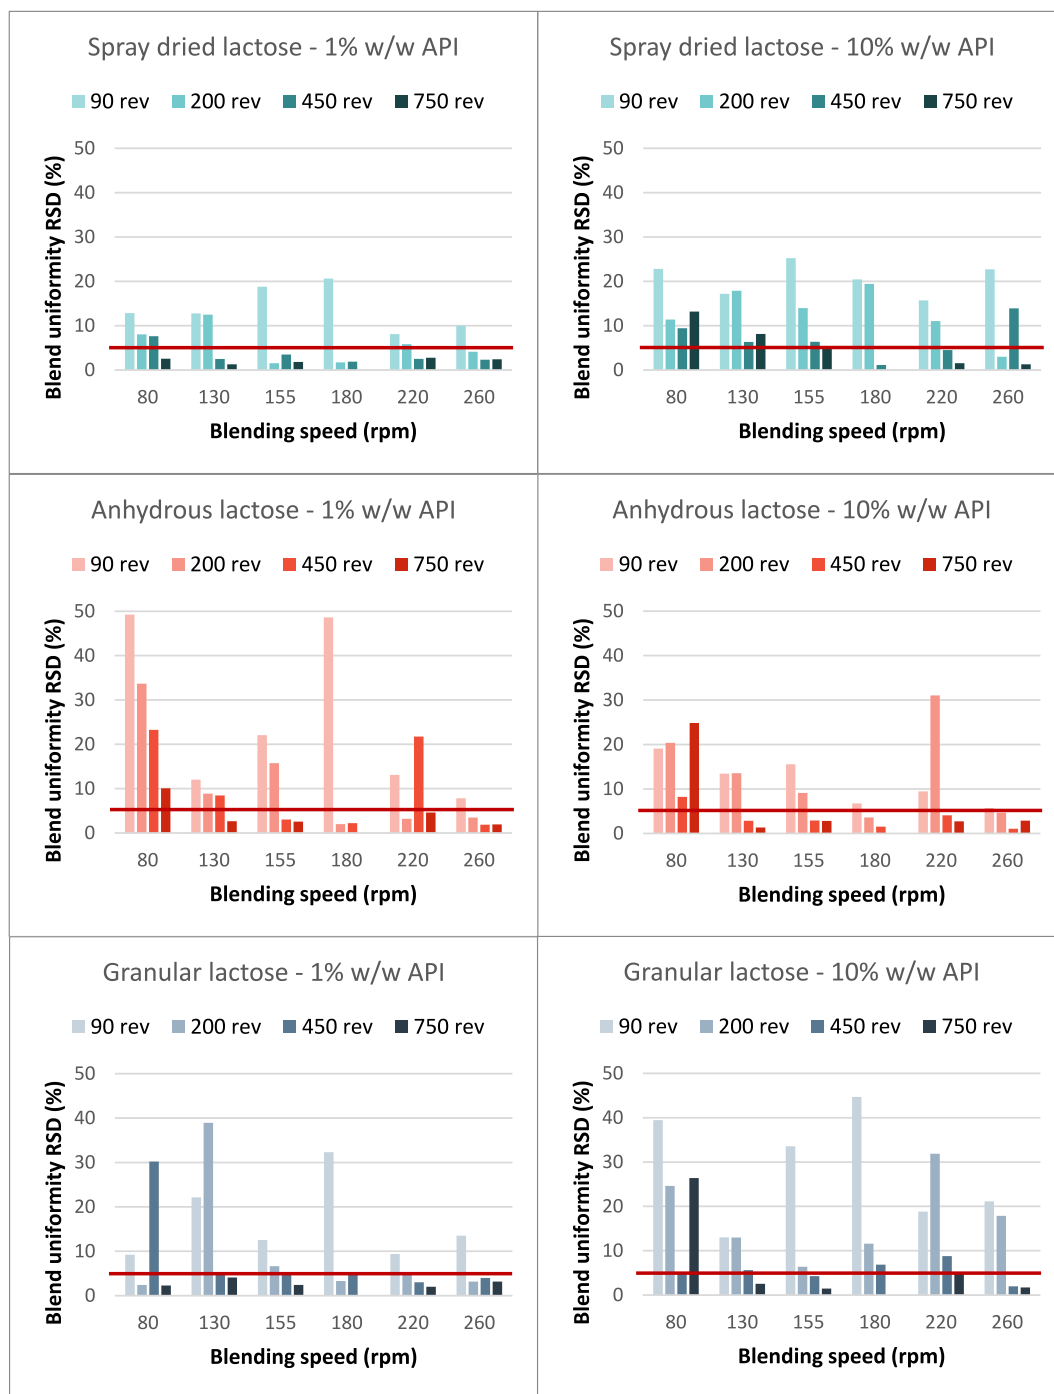 Spray dried lactose - 1% w/w API
90 rev 200 rev 450 rev 750 rev
Blend uniformity RSD (%)
50
40
30
20
10
0
80 130 155 180 220 260
Blending speed (rpm)
Spray dried lactose - 10% w/w API
90 rev 200 rev 450 rev 750 rev
Blend uniformity RSD (%)
50
40
30
20
10
0
80 130 155 180 220 260
Blending speed (rpm)
Anhydrous lactose - 1% w/w API
90 rev 200 rev 450 rev 750 rev
Blend uniformity RSD (%)
50
40
30
20
10
0
80 130 155 180 220 260
Blending speed (rpm)
Anhydrous lactose - 10% w/w API
90 rev 200 rev 450 rev 750 rev
Blend uniformity RSD (%)
50
40
30
20
10
0
80 130 155 180 220 260
Blending speed (rpm)
Granular lactose - 1% w/w API
90 rev 200 rev 450 rev 750 rev
Blend uniformity RSD (%)
50
40
30
20
10
0
80 130 155 180 220 260
Blending speed (rpm)
Granular lactose - 10% w/w API
90 rev 200 rev 450 rev 750 rev
Blend uniformity RSD (%)
50
40
30
20
10
0
80 130 155 180 220 260
Blending speed (rpm)